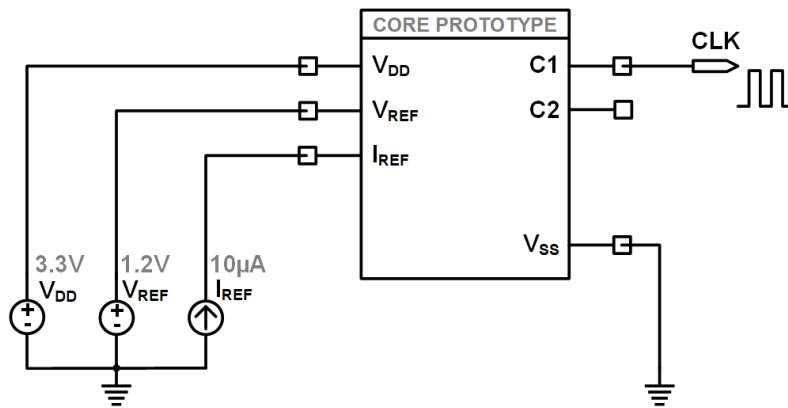 CORE PROTOTYPE
CLK
VDD
C1
VREF
C2
IREF
VSS
3.3V
VDD
1.2V
VREF
10µA
IREF